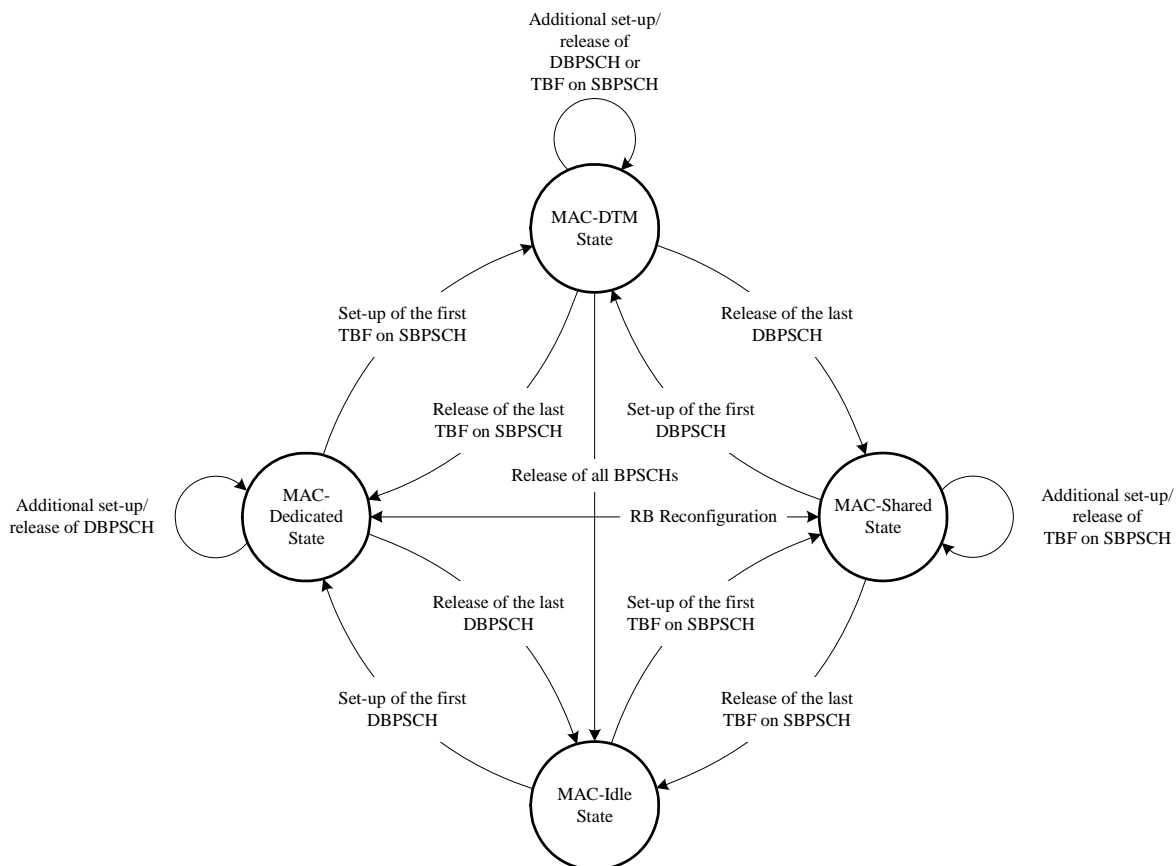 Additional set-up/
release of
DBPSCH or
TBF on SBPSCH
MAC-DTM
State
Set-up of the first
TBF on SBPSCH
Release of the last
DBPSCH
Release of the last
TBF on SBPSCH
Set-up of the first
DBPSCH
Release of all BPSCHs
Additional set-up/
release of DBPSCH
MAC-
Dedicated
State
RB Reconfiguration
MAC-Shared
State
Additional set-up/
release of
TBF on SBPSCH
Release of the last
DBPSCH
Set-up of the first
TBF on SBPSCH
Set-up of the first
DBPSCH
Release of the last
TBF on SBPSCH
MAC-Idle
State